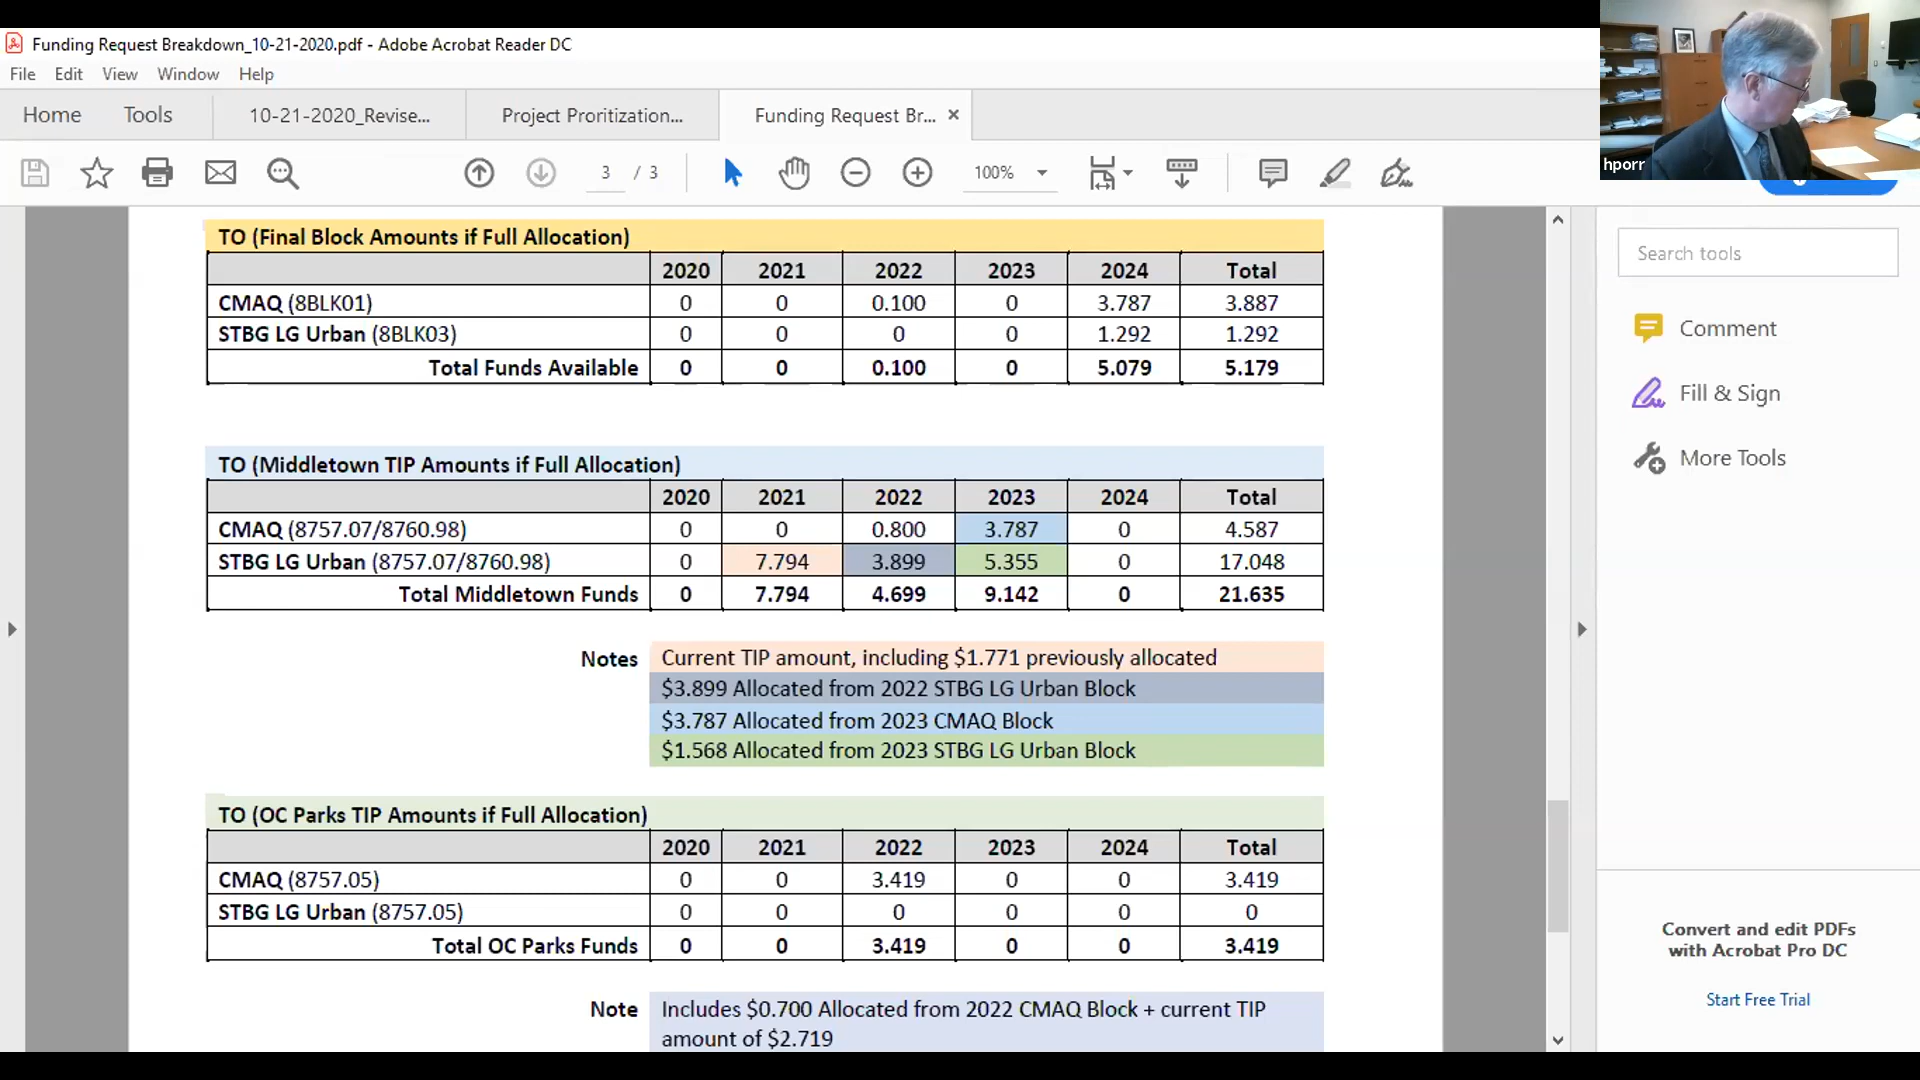 Funding Request Breakdown_10-21-2020.pdf - Adobe Acrobat Reader DC
File Edit View Window Help
Home Tools 10-21-2020_Revise... Project Proritization... Funding Request Br... ×
3 / 3 100%
hporr
TO (Final Block Amounts if Full Allocation)
2020 2021 2022 2023 2024 Total
CMAQ (8BLK01) 0 0 0.100 0 3.787 3.887
STBG LG Urban (8BLK03) 0 0 0 0 1.292 1.292
Total Funds Available 0 0 0.100 0 5.079 5.179
TO (Middletown TIP Amounts if Full Allocation)
2020 2021 2022 2023 2024 Total
CMAQ (8757.07/8760.98) 0 0 0.800 3.787 0 4.587
STBG LG Urban (8757.07/8760.98) 0 7.794 3.899 5.355 0 17.048
Total Middletown Funds 0 7.794 4.699 9.142 0 21.635
Notes Current TIP amount, including $1.771 previously allocated
$3.899 Allocated from 2022 STBG LG Urban Block
$3.787 Allocated from 2023 CMAQ Block
$1.568 Allocated from 2023 STBG LG Urban Block
TO (OC Parks TIP Amounts if Full Allocation)
2020 2021 2022 2023 2024 Total
CMAQ (8757.05) 0 0 3.419 0 0 3.419
STBG LG Urban (8757.05) 0 0 0 0 0 0
Total OC Parks Funds 0 0 3.419 0 0 3.419
Note Includes $0.700 Allocated from 2022 CMAQ Block + current TIP
amount of $2.719
Search tools
Comment
Fill & Sign
More Tools
Convert and edit PDFs
with Acrobat Pro DC
Start Free Trial